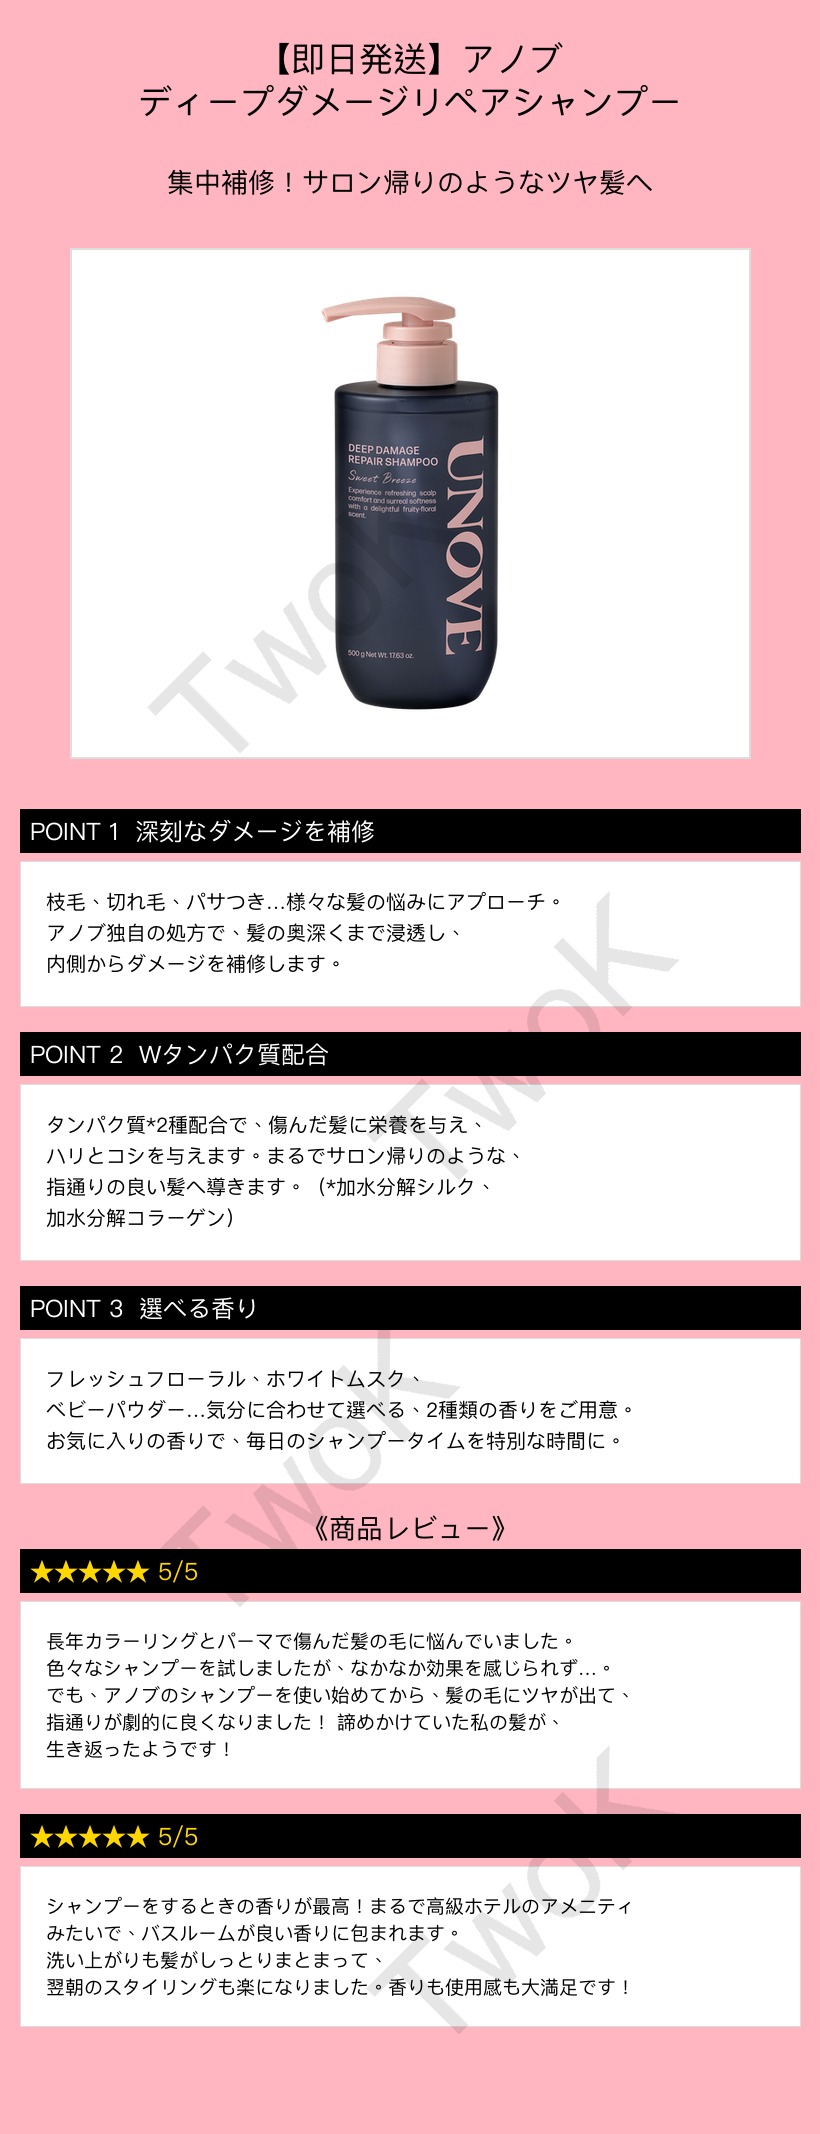 【即日発送】アノブ
ディープダメージリペアシャンプー
集中補修！サロン帰りのようなツヤ髪へ
DEEP DAMAGE
REPAIR SHAMPOO
Sweet Breeze
Experience refreshing scalp
comfort and surreal softness
with a delightful fruity-floral
scent.
UNOVE
500 g Net Wt. 17.63 oz.
TwoK
POINT 1 深刻なダメージを補修
枝毛、切れ毛、パサつき…様々な髪の悩みにアプローチ。
アノブ独自の処方で、髪の奥深くまで浸透し、
内側からダメージを補修します。
TwoK
POINT 2 Wタンパク質配合
タンパク質*2種配合で、傷んだ髪に栄養を与え、
ハリとコシを与えます。まるでサロン帰りのような、
指通りの良い髪へ導きます。（*加水分解シルク、
加水分解コラーゲン）
POINT 3 選べる香り
フレッシュフローラル、ホワイトムスク、
ベビーパウダー…気分に合わせて選べる、2種類の香りをご用意。
お気に入りの香りで、毎日のシャンプータイムを特別な時間に。
TwoK
《商品レビュー》
★★★★★ 5/5
長年カラーリングとパーマで傷んだ髪の毛に悩んでいました。
色々なシャンプーを試しましたが、なかなか効果を感じられず…。
でも、アノブのシャンプーを使い始めてから、髪の毛にツヤが出て、
指通りが劇的に良くなりました！ 諦めかけていた私の髪が、
生き返ったようです！
★★★★★ 5/5
シャンプーをするときの香りが最高！まるで高級ホテルのアメニティ
みたいで、バスルームが良い香りに包まれます。
洗い上がりも髪がしっとりまとまって、
翌朝のスタイリングも楽になりました。香りも使用感も大満足です！
TwoK